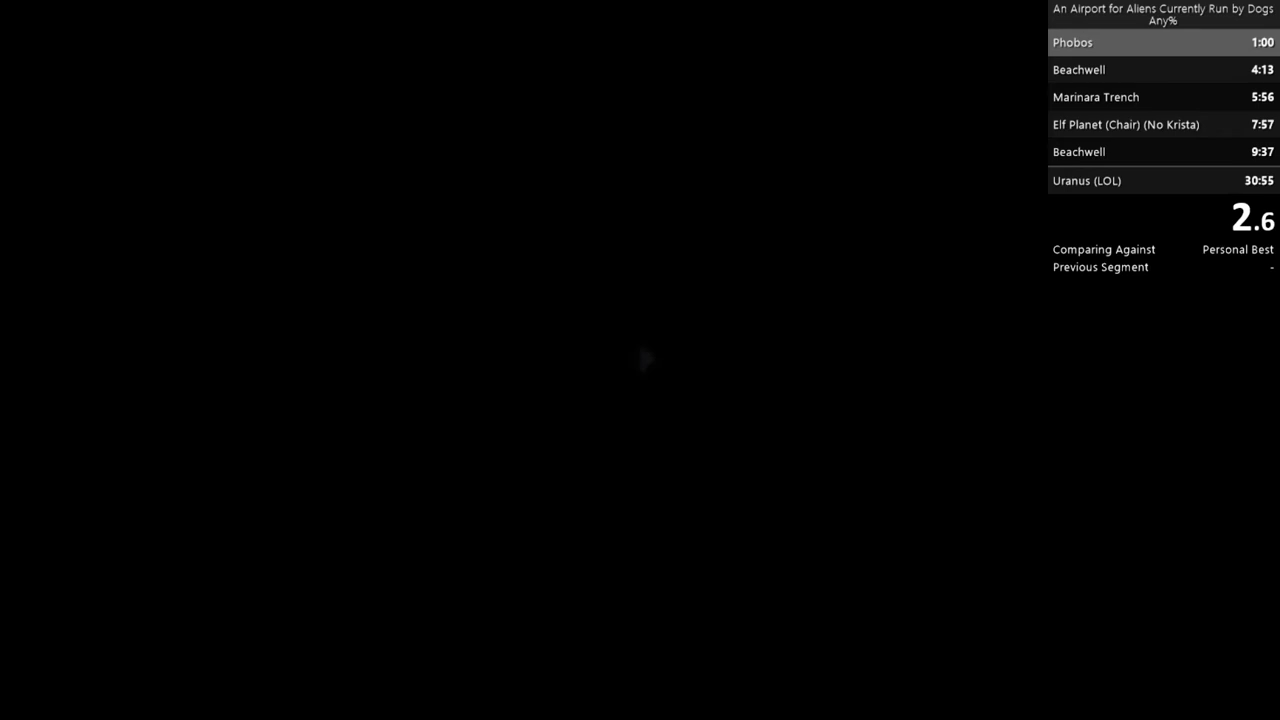 An Airport for Aliens Currently Run by Dogs
Any%
Phobos 1:00
Beachwell 4:13
Marinara Trench 5:56
Elf Planet (Chair) (No Krista) 7:57
Beachwell 9:37
Uranus (LOL) 30:55
2.6
Comparing Against Personal Best
Previous Segment -